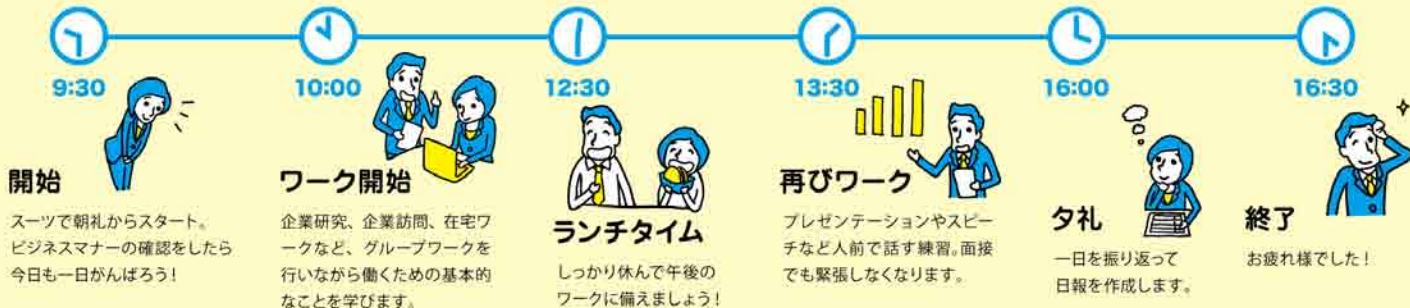 9:30
開始
スーツで朝礼からスタート。
ビジネスマナーの確認をしたら
今日も一日がんばろう！
10:00
ワーク開始
企業研究、企業訪問、在宅ワ
ークなど、グループワークを
行いながら働くための基本的
なことを学びます。
12:30
ランチタイム
しっかり休んで午後の
ワークに備えましょう！
13:30
再びワーク
プレゼンテーションやスピー
チなど人前で話す練習。面接
でも緊張しなくなります。
16:00
夕礼
一日を振り返って
日報を作成します。
16:30
終了
お疲れ様でした！